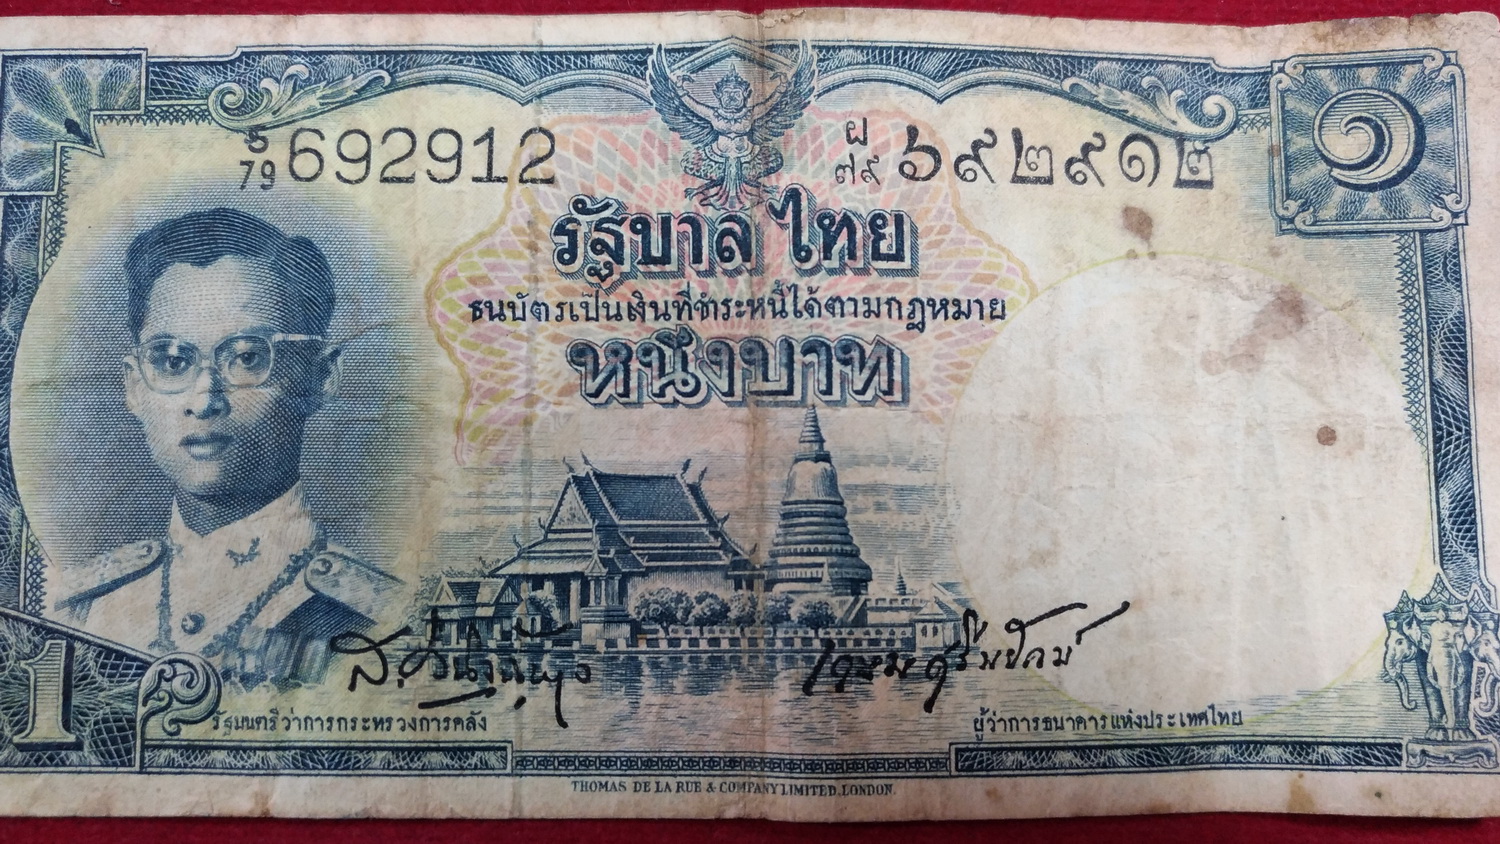 S/79 692912
ผ/๗๙ ๖๙๒๙๑๒
๑
รัฐบาลไทย
ธนบัตรเป็นเงินที่ชำระหนี้ได้ตามกฎหมาย
หนึ่งบาท
1
รัฐมนตรีว่าการกระทรวงการคลัง
ผู้ว่าการธนาคารแห่งประเทศไทย
THOMAS DE LA RUE & COMPANY LIMITED, LONDON.